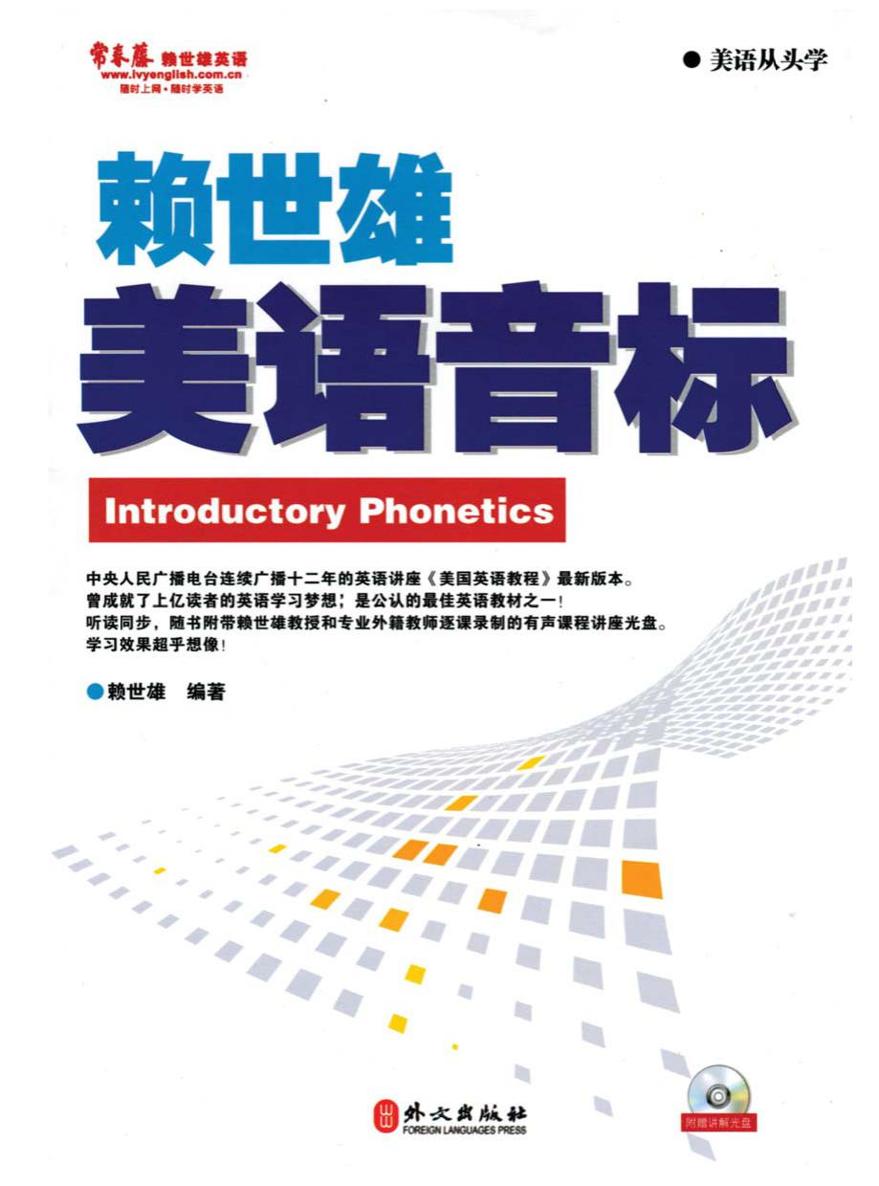 常春藤 赖世雄英语
www.ivyenglish.com.cn
随时上网·随时学英语
● 美语从头学
赖世雄
美语音标
Introductory Phonetics
中央人民广播电台连续广播十二年的英语讲座《美国英语教程》最新版本。
曾成就了上亿读者的英语学习梦想；是公认的最佳英语教材之一！
听读同步，随书附带赖世雄教授和专业外籍教师逐课录制的有声课程讲座光盘。
学习效果超乎想像！
●赖世雄 编著
外文出版社
FOREIGN LANGUAGES PRESS
附赠讲解光盘